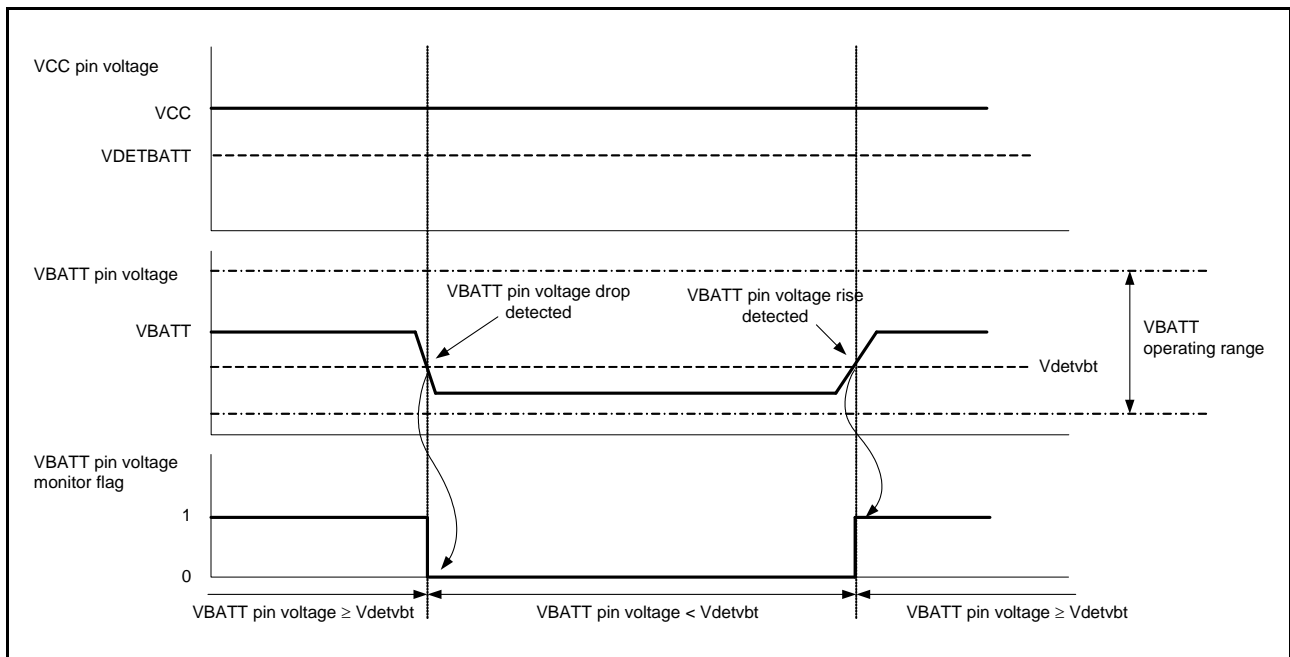 VCC pin voltage
VCC
VDETBATT
VBATT pin voltage
VBATT pin voltage drop
detected
VBATT pin voltage rise
detected
VBATT
VBATT
operating range
Vdetvbt
VBATT pin voltage
monitor flag
1
0
VBATT pin voltage ≥ Vdetvbt
VBATT pin voltage < Vdetvbt
VBATT pin voltage ≥ Vdetvbt